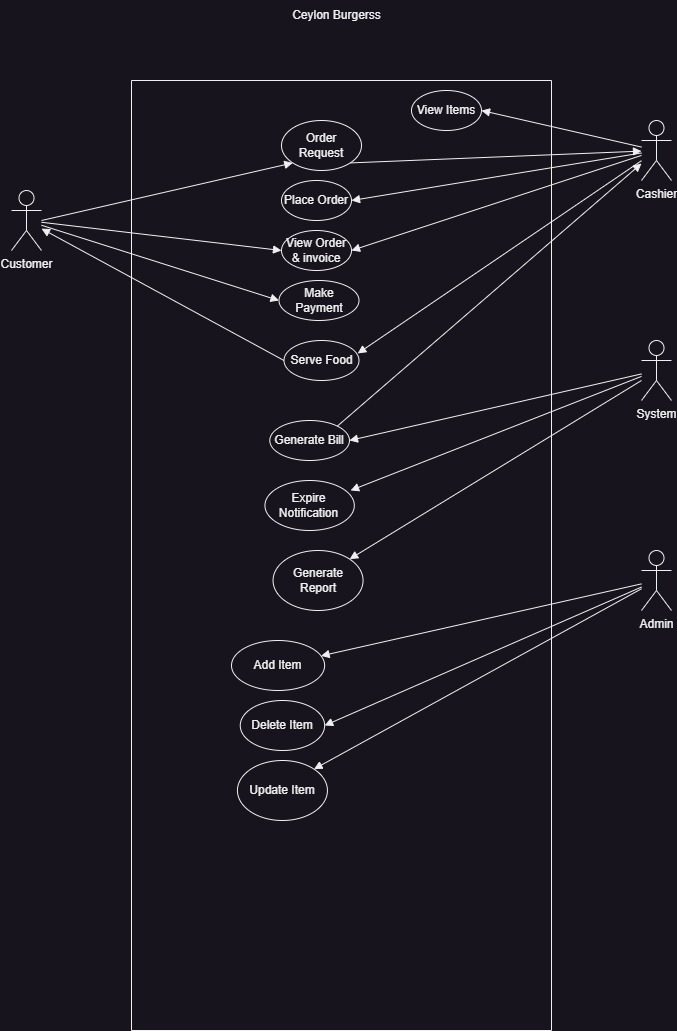 Ceylon Burgerss
View Items
Order
Request
Cashier
Place Order
Customer
View Order
& invoice
Make
Payment
Serve Food
System
Generate Bill
Expire
Notification
Generate
Report
Admin
Add Item
Delete Item
Update Item